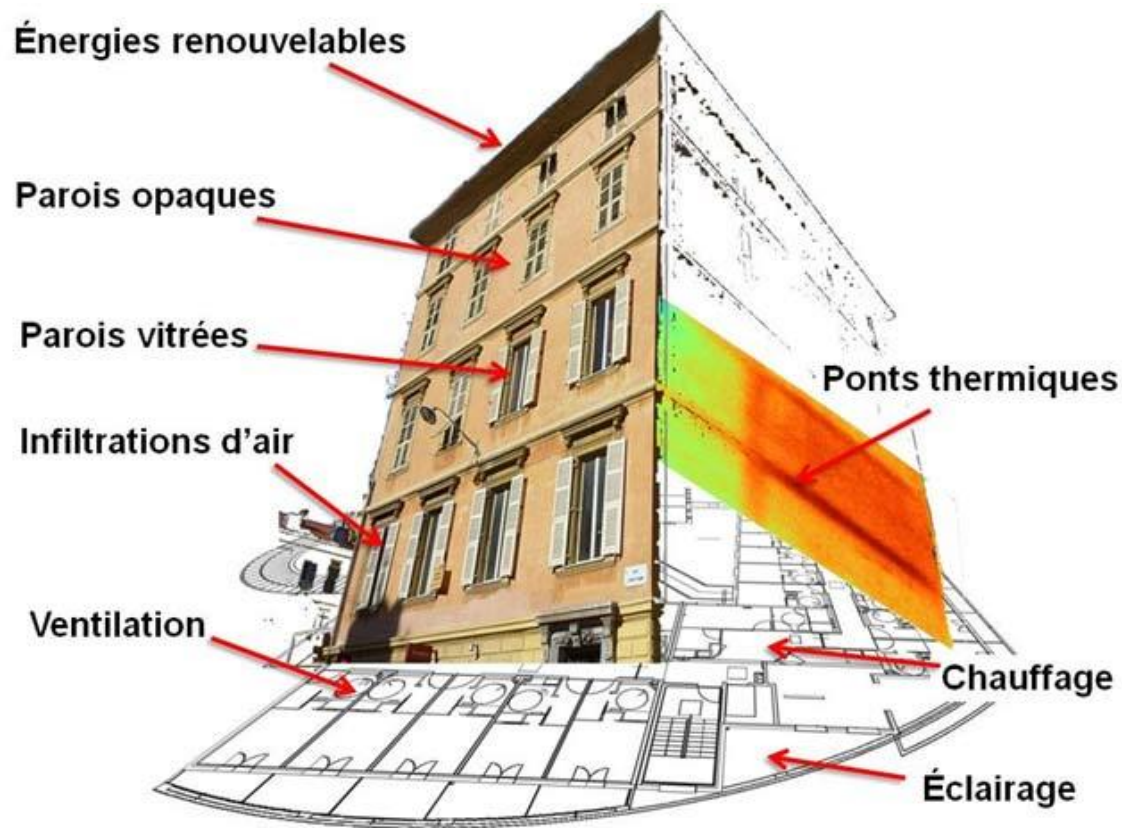 Énergies renouvelables
Parois opaques
Parois vitrées
Ponts thermiques
Infiltrations d'air
Ventilation
Chauffage
Éclairage